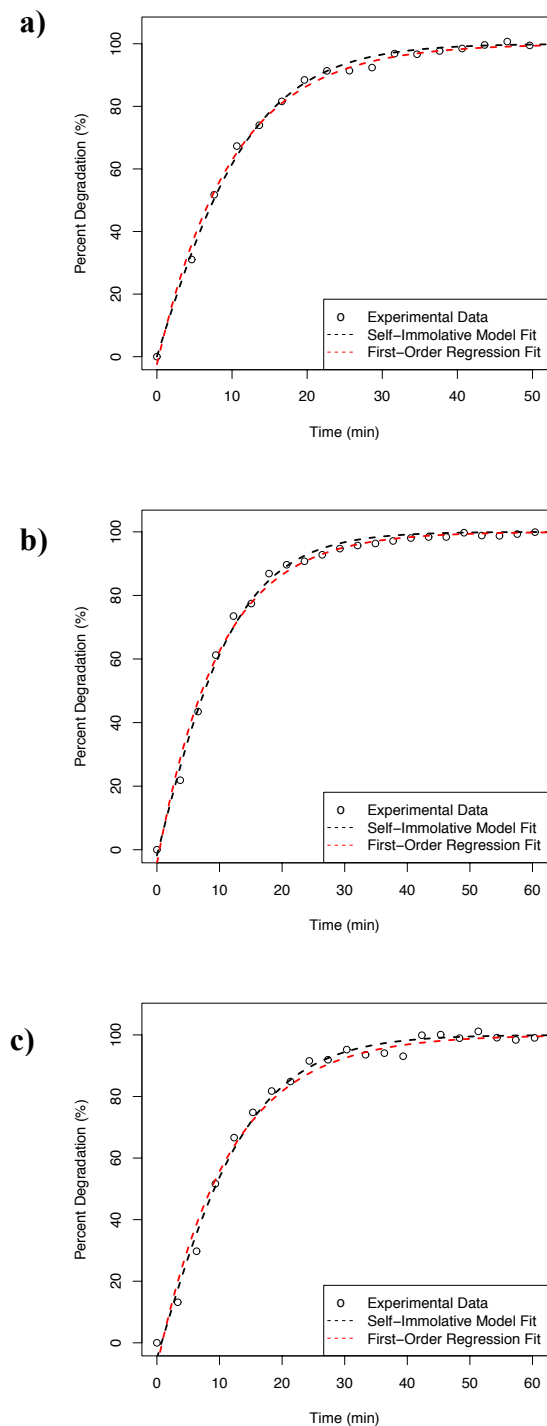 a)
100
80
60
40
20
0
Percent Degradation (%)
Experimental Data
Self−Immolative Model Fit
First−Order Regression Fit
0 10 20 30 40 50
Time (min)
b)
100
80
60
40
20
0
Percent Degradation (%)
Experimental Data
Self−Immolative Model Fit
First−Order Regression Fit
0 10 20 30 40 50 60
Time (min)
c)
100
80
60
40
20
0
Percent Degradation (%)
Experimental Data
Self−Immolative Model Fit
First−Order Regression Fit
0 10 20 30 40 50 60
Time (min)